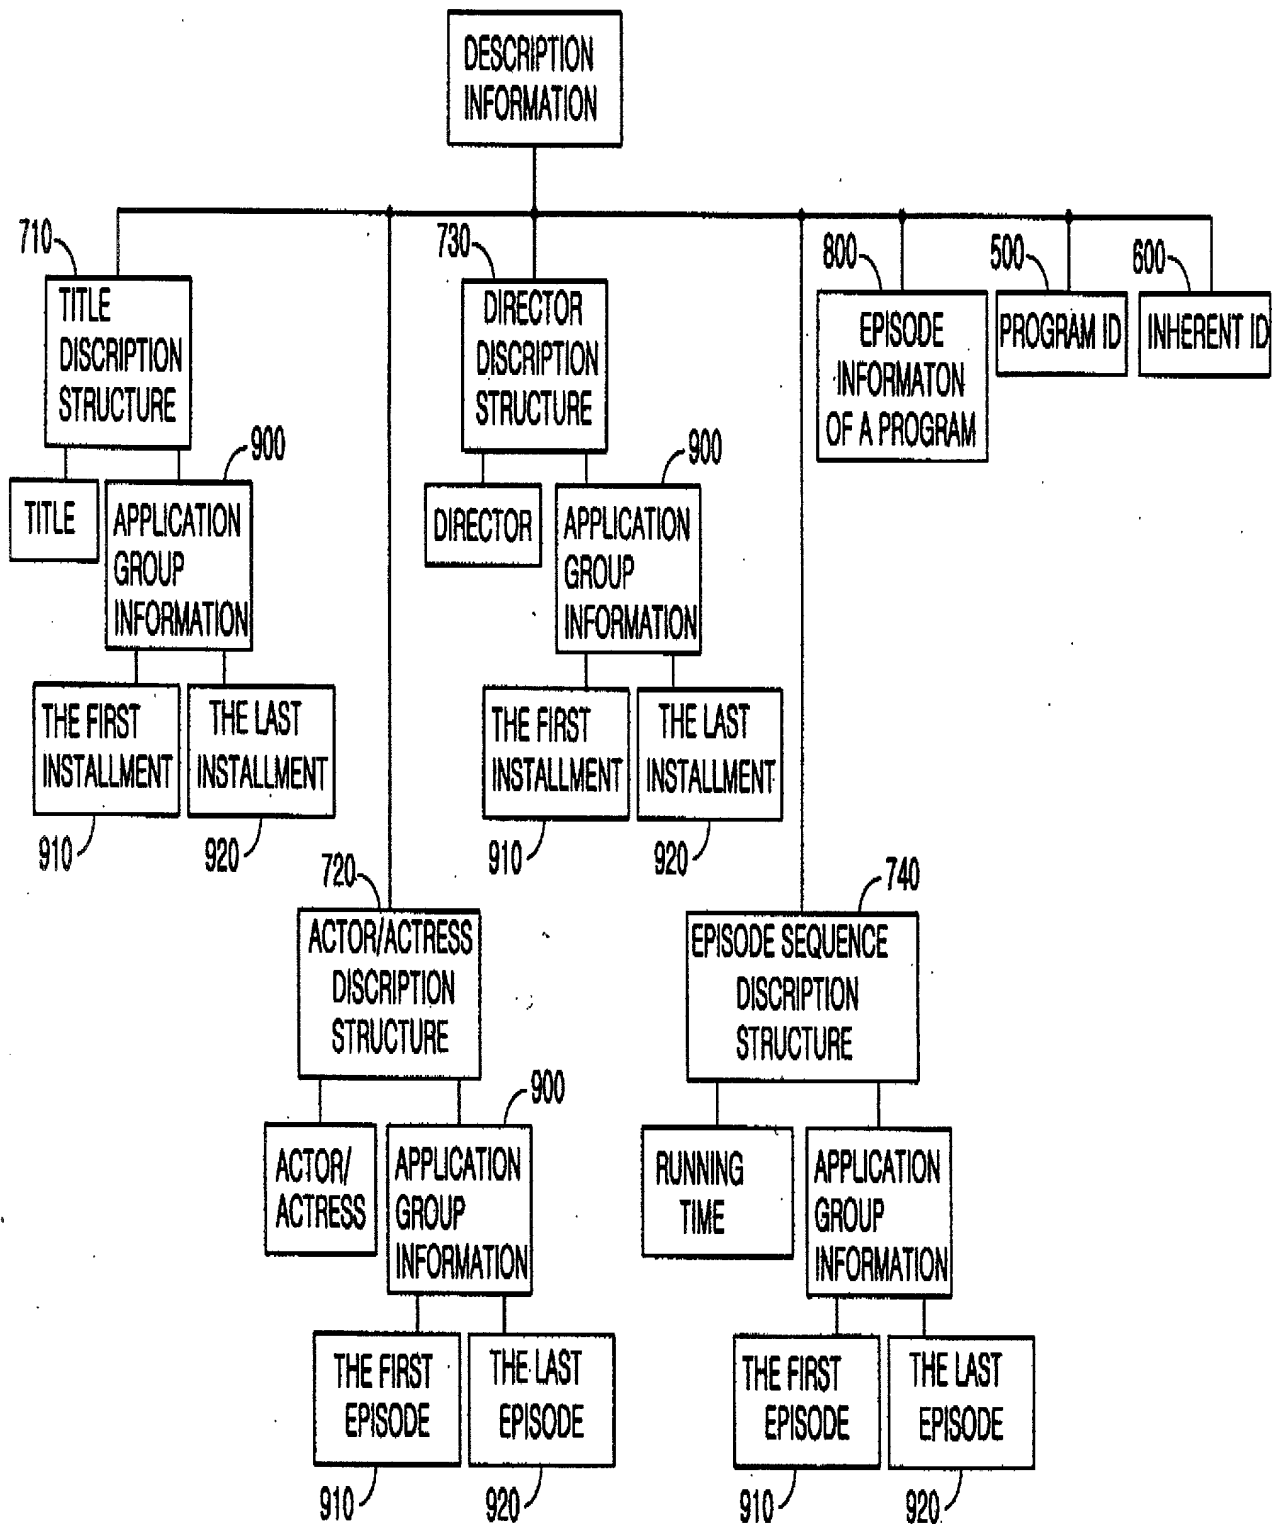 DESCRIPTION
INFORMATION
710
730
800
500
600
TITLE
DISCRIPTION
STRUCTURE
DIRECTOR
DISCRIPTION
STRUCTURE
EPISODE
INFORMATON
OF A PROGRAM
PROGRAM ID
INHERENT ID
900
900
TITLE
APPLICATION
GROUP
INFORMATION
DIRECTOR
APPLICATION
GROUP
INFORMATION
THE FIRST
INSTALLMENT
THE LAST
INSTALLMENT
THE FIRST
INSTALLMENT
THE LAST
INSTALLMENT
910
920
910
920
720
740
ACTOR/ACTRESS
DISCRIPTION
STRUCTURE
EPISODE SEQUENCE
DISCRIPTION
STRUCTURE
900
ACTOR/
ACTRESS
APPLICATION
GROUP
INFORMATION
RUNNING
TIME
APPLICATION
GROUP
INFORMATION
THE FIRST
EPISODE
THE LAST
EPISODE
THE FIRST
EPISODE
THE LAST
EPISODE
910
920
910
920